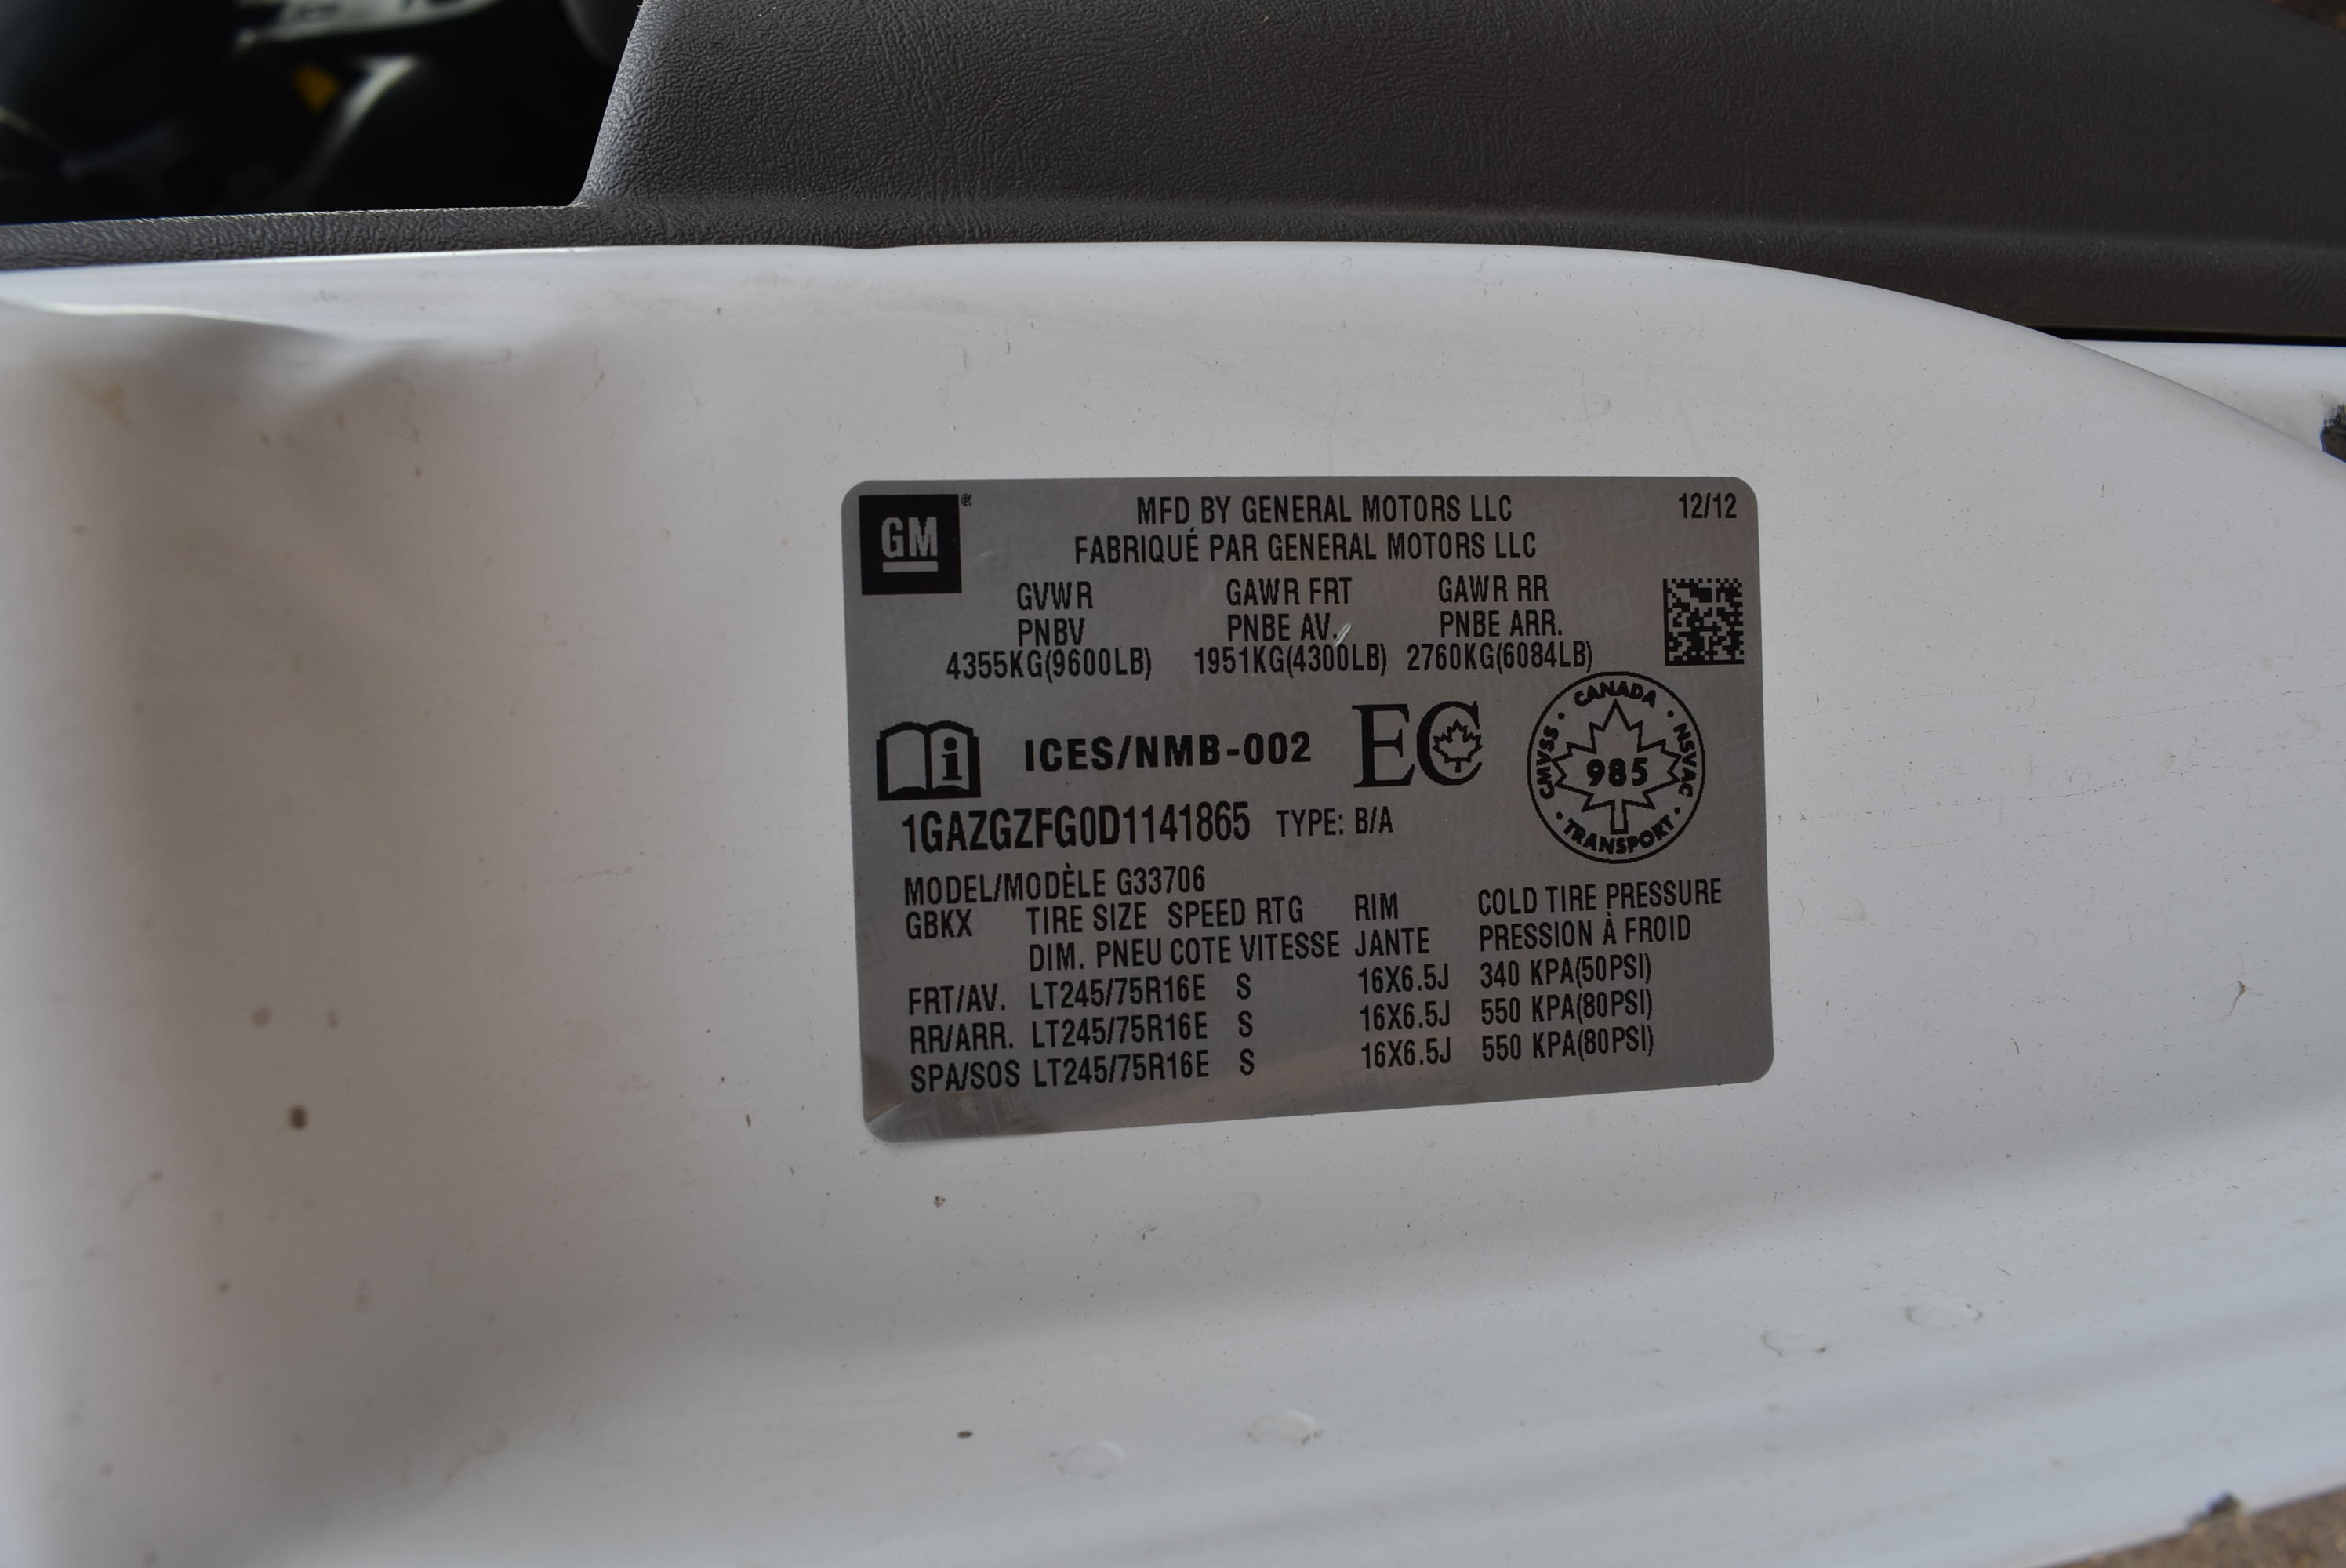 GM ®
MFD BY GENERAL MOTORS LLC 12/12
FABRIQUÉ PAR GENERAL MOTORS LLC
GVWR GAWR FRT GAWR RR
PNBV PNBE AV. PNBE ARR.
4355KG(9600LB) 1951KG(4300LB) 2760KG(6084LB)
i ICES/NMB-002 EC
CANADA · NSVAC · TRANSPORT · CMVSS ·
985
1GAZGZFG0D1141865 TYPE: B/A
MODEL/MODÈLE G33706
GBKX TIRE SIZE SPEED RTG RIM COLD TIRE PRESSURE
DIM. PNEU COTE VITESSE JANTE PRESSION À FROID
FRT/AV. LT245/75R16E S 16X6.5J 340 KPA(50PSI)
RR/ARR. LT245/75R16E S 16X6.5J 550 KPA(80PSI)
SPA/SOS LT245/75R16E S 16X6.5J 550 KPA(80PSI)